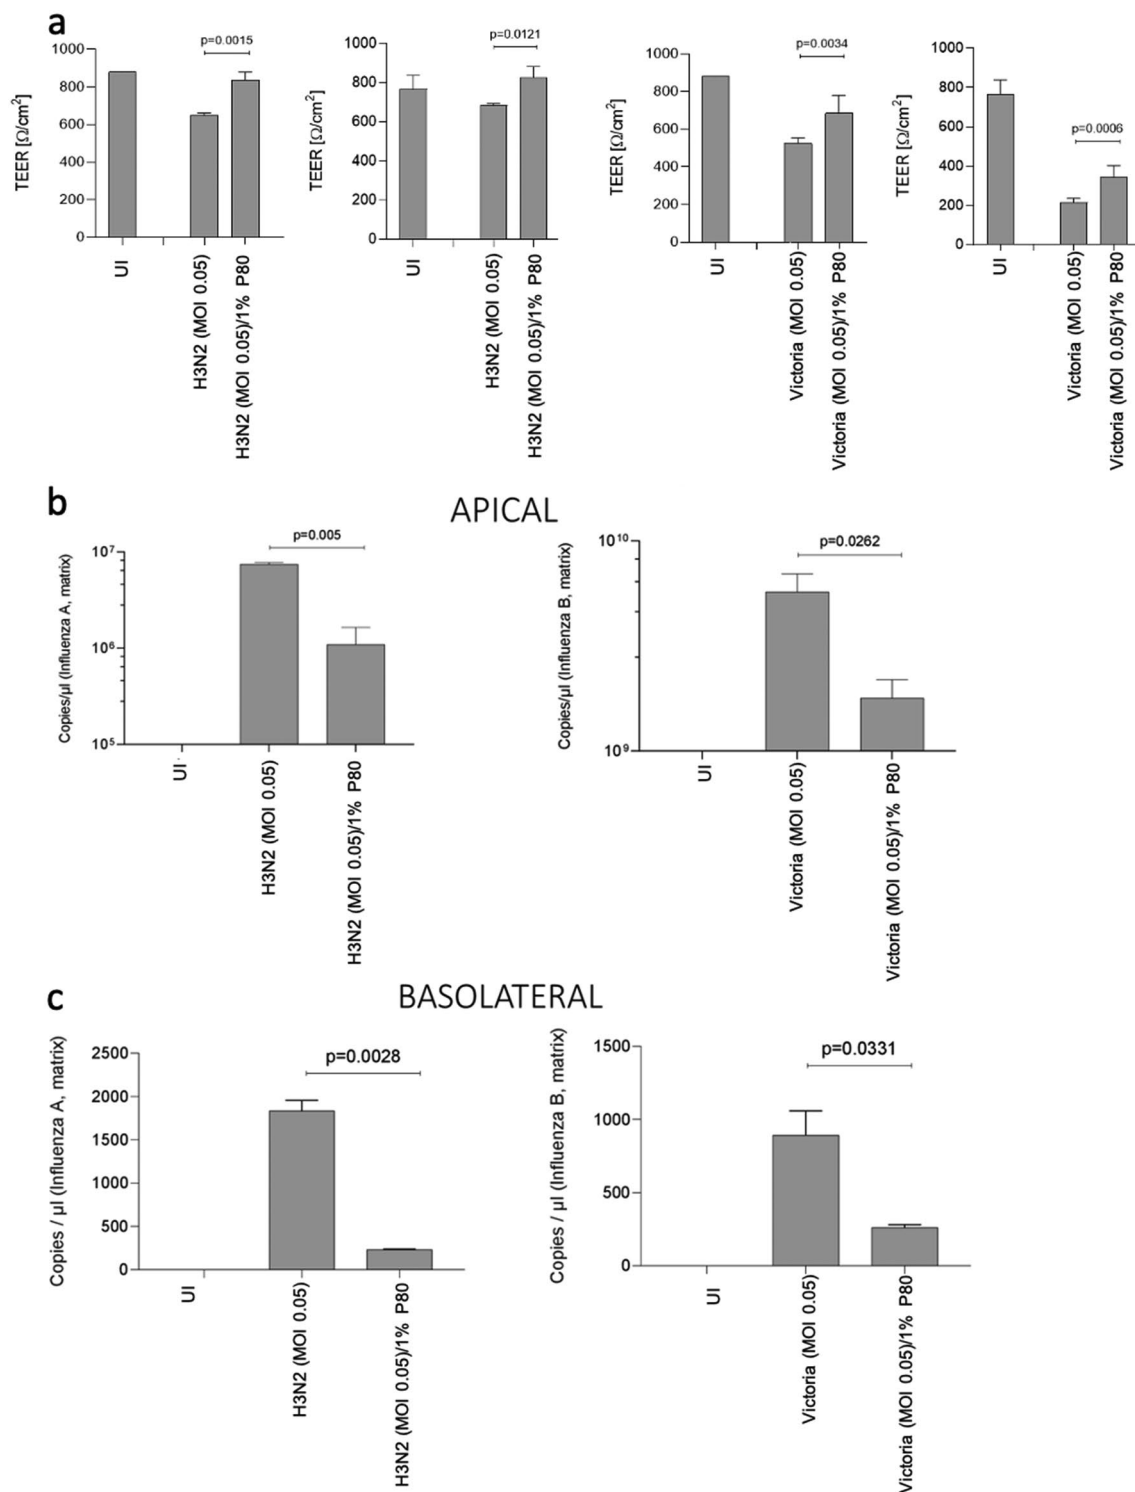 a
p=0.0015
1000
800
600
400
200
0
TEER [Ω/cm²]
UI
H3N2 (MOI 0.05)
H3N2 (MOI 0.05)/1% P80
p=0.0121
1000
800
600
400
200
0
TEER [Ω/cm²]
UI
H3N2 (MOI 0.05)
H3N2 (MOI 0.05)/1% P80
p=0.0034
1000
800
600
400
200
0
TEER [Ω/cm²]
UI
Victoria (MOI 0.05)
Victoria (MOI 0.05)/1% P80
p=0.0006
1000
800
600
400
200
0
TEER [Ω/cm²]
UI
Victoria (MOI 0.05)
Victoria (MOI 0.05)/1% P80
b
APICAL
p=0.005
10⁷
10⁶
10⁵
Copies/µl (Influenza A, matrix)
UI
H3N2 (MOI 0.05)
H3N2 (MOI 0.05)/1% P80
p=0.0262
10¹⁰
10⁹
Copies/µl (Influenza B, matrix)
UI
Victoria (MOI 0.05)
Victoria (MOI 0.05)/1% P80
c
BASOLATERAL
p=0.0028
2500
2000
1500
1000
500
0
Copies / µl (Influenza A, matrix)
UI
H3N2 (MOI 0.05)
H3N2 (MOI 0.05)/1% P80
p=0.0331
1500
1000
500
0
Copies / µl (Influenza B, matrix)
UI
Victoria (MOI 0.05)
Victoria (MOI 0.05)/1% P80